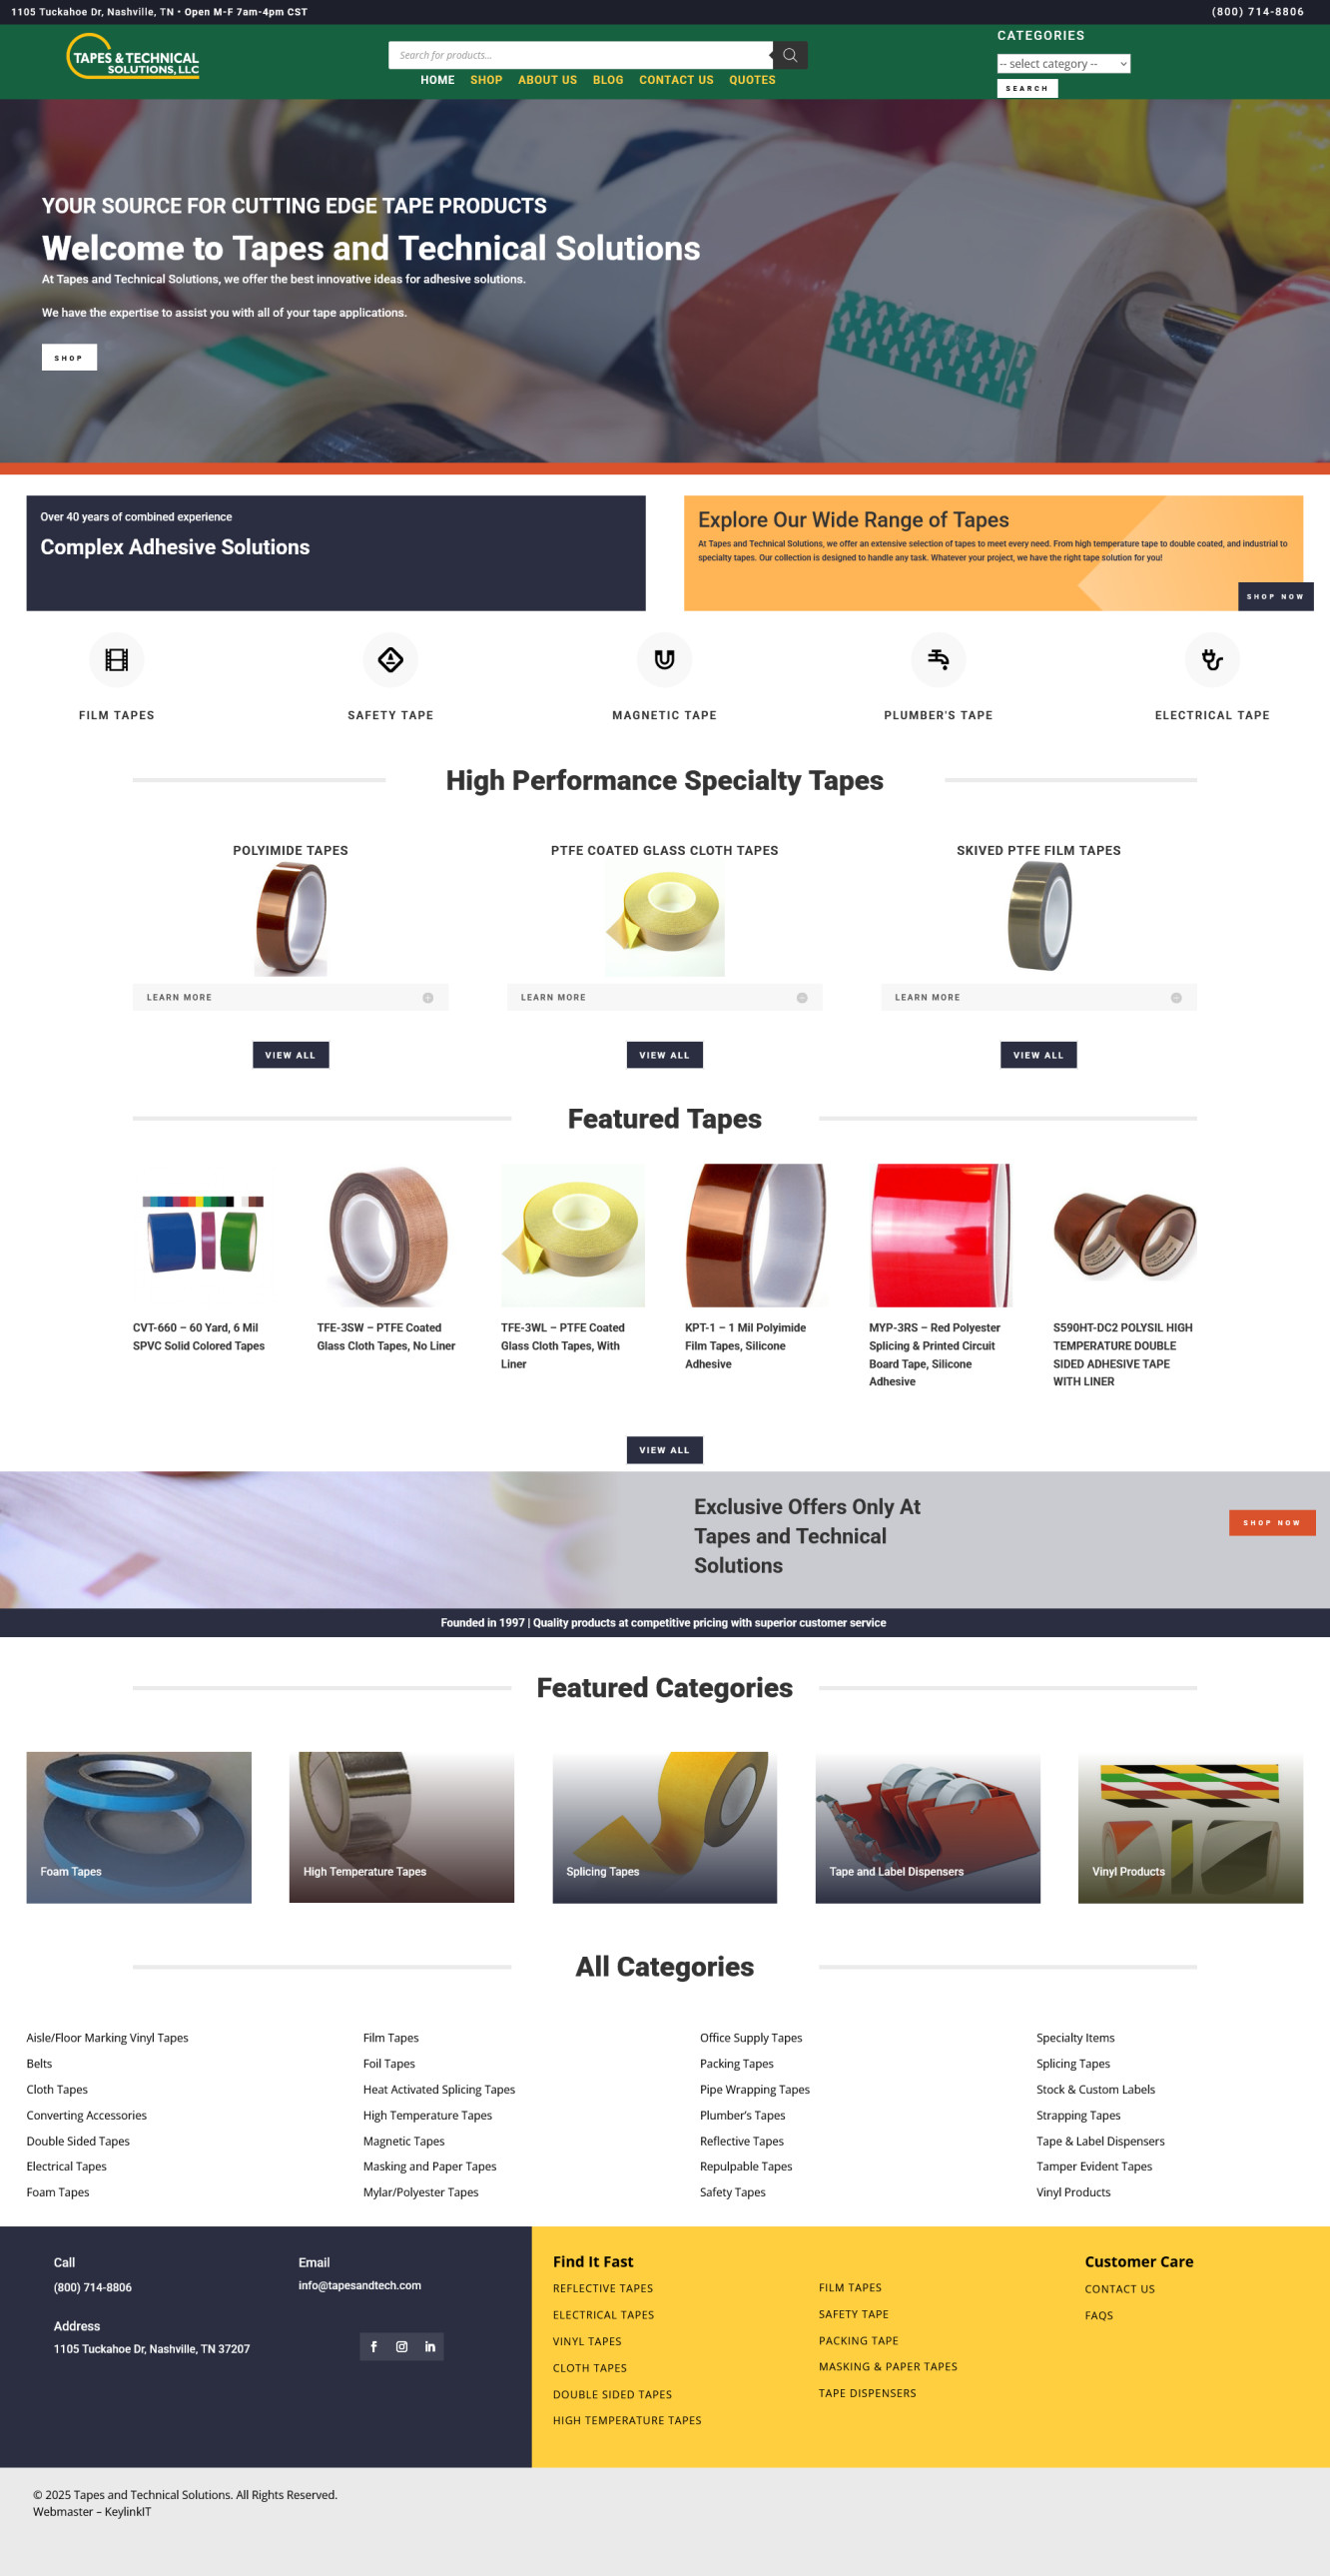 1105 Tuckahoe Dr, Nashville, TN • Open M-F 7am-4pm CST
(800) 714-8806
TAPES & TECHNICAL
SOLUTIONS, LLC
Search for products...
HOME SHOP ABOUT US BLOG CONTACT US QUOTES
CATEGORIES
-- select category --
SEARCH
YOUR SOURCE FOR CUTTING EDGE TAPE PRODUCTS
Welcome to Tapes and Technical Solutions
At Tapes and Technical Solutions, we offer the best innovative ideas for adhesive solutions.
We have the expertise to assist you with all of your tape applications.
SHOP
Over 40 years of combined experience
Complex Adhesive Solutions
Explore Our Wide Range of Tapes
At Tapes and Technical Solutions, we offer an extensive selection of tapes to meet every need. From high temperature tape to double coated, and industrial to
specialty tapes. Our collection is designed to handle any task. Whatever your project, we have the right tape solution for you!
SHOP NOW
FILM TAPES
SAFETY TAPE
MAGNETIC TAPE
PLUMBER'S TAPE
ELECTRICAL TAPE
High Performance Specialty Tapes
POLYIMIDE TAPES
PTFE COATED GLASS CLOTH TAPES
SKIVED PTFE FILM TAPES
LEARN MORE
LEARN MORE
LEARN MORE
VIEW ALL
VIEW ALL
VIEW ALL
Featured Tapes
CVT-660 – 60 Yard, 6 Mil
SPVC Solid Colored Tapes
TFE-3SW – PTFE Coated
Glass Cloth Tapes, No Liner
TFE-3WL – PTFE Coated
Glass Cloth Tapes, With
Liner
KPT-1 – 1 Mil Polyimide
Film Tapes, Silicone
Adhesive
MYP-3RS – Red Polyester
Splicing & Printed Circuit
Board Tape, Silicone
Adhesive
S590HT-DC2 POLYSIL HIGH
TEMPERATURE DOUBLE
SIDED ADHESIVE TAPE
WITH LINER
VIEW ALL
Exclusive Offers Only At
Tapes and Technical
Solutions
SHOP NOW
Founded in 1997 | Quality products at competitive pricing with superior customer service
Featured Categories
Foam Tapes
High Temperature Tapes
Splicing Tapes
Tape and Label Dispensers
Vinyl Products
All Categories
Aisle/Floor Marking Vinyl Tapes
Belts
Cloth Tapes
Converting Accessories
Double Sided Tapes
Electrical Tapes
Foam Tapes
Film Tapes
Foil Tapes
Heat Activated Splicing Tapes
High Temperature Tapes
Magnetic Tapes
Masking and Paper Tapes
Mylar/Polyester Tapes
Office Supply Tapes
Packing Tapes
Pipe Wrapping Tapes
Plumber’s Tapes
Reflective Tapes
Repulpable Tapes
Safety Tapes
Specialty Items
Splicing Tapes
Stock & Custom Labels
Strapping Tapes
Tape & Label Dispensers
Tamper Evident Tapes
Vinyl Products
Call
(800) 714-8806
Address
1105 Tuckahoe Dr, Nashville, TN 37207
Email
info@tapesandtech.com
Find It Fast
REFLECTIVE TAPES
ELECTRICAL TAPES
VINYL TAPES
CLOTH TAPES
DOUBLE SIDED TAPES
HIGH TEMPERATURE TAPES
FILM TAPES
SAFETY TAPE
PACKING TAPE
MASKING & PAPER TAPES
TAPE DISPENSERS
Customer Care
CONTACT US
FAQS
© 2025 Tapes and Technical Solutions. All Rights Reserved.
Webmaster – KeylinkIT